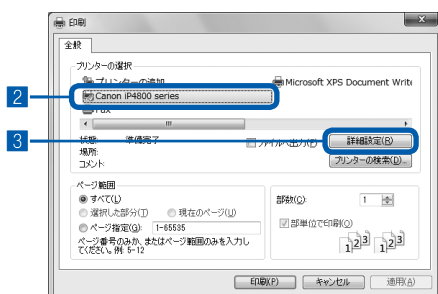 印刷
全般
プリンターの選択
プリンターの追加
Microsoft XPS Document Write
2
Canon iP4800 series
Fax
3
状態: 準備完了
場所:
コメント:
ファイルへ出力(F)
詳細設定(R)
プリンターの検索(D)...
ページ範囲
すべて(L)
選択した部分(T)
現在のページ(U)
ページ指定(G): 1-65535
ページ番号のみか、またはページ範囲のみを入力し
てください。例: 5-12
部数(C): 1
部単位で印刷(O)
1 2 3 1 2 3
印刷(P)
キャンセル
適用(A)